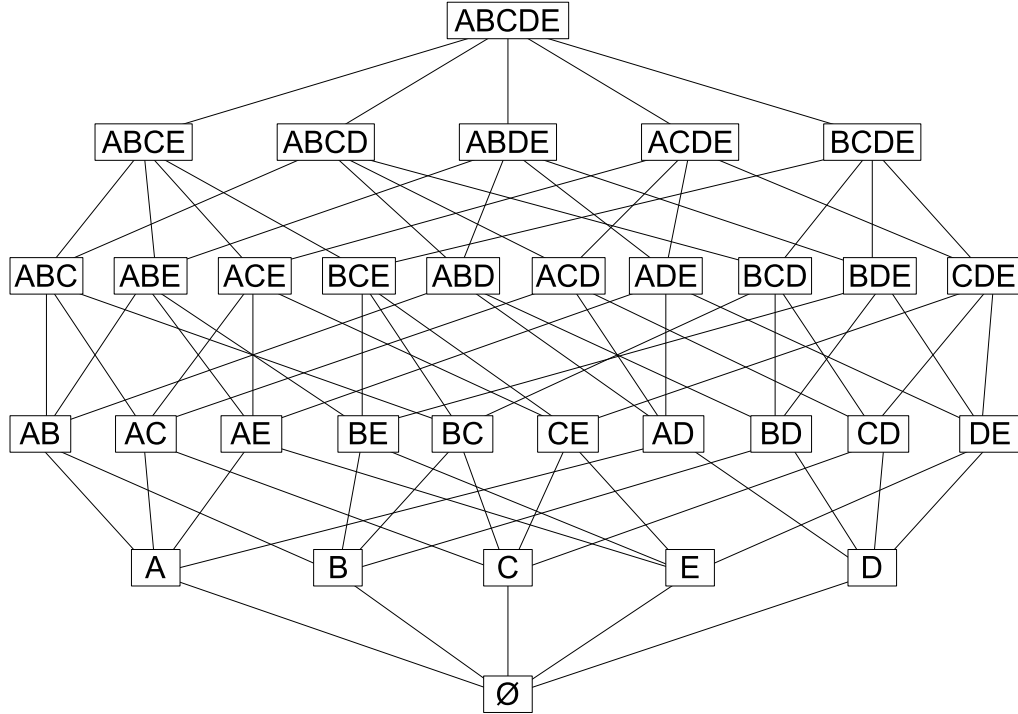 ABCDE
ABCE ABCD ABDE ACDE BCDE
ABC ABE ACE BCE ABD ACD ADE BCD BDE CDE
AB AC AE BE BC CE AD BD CD DE
A B C E D
Ø